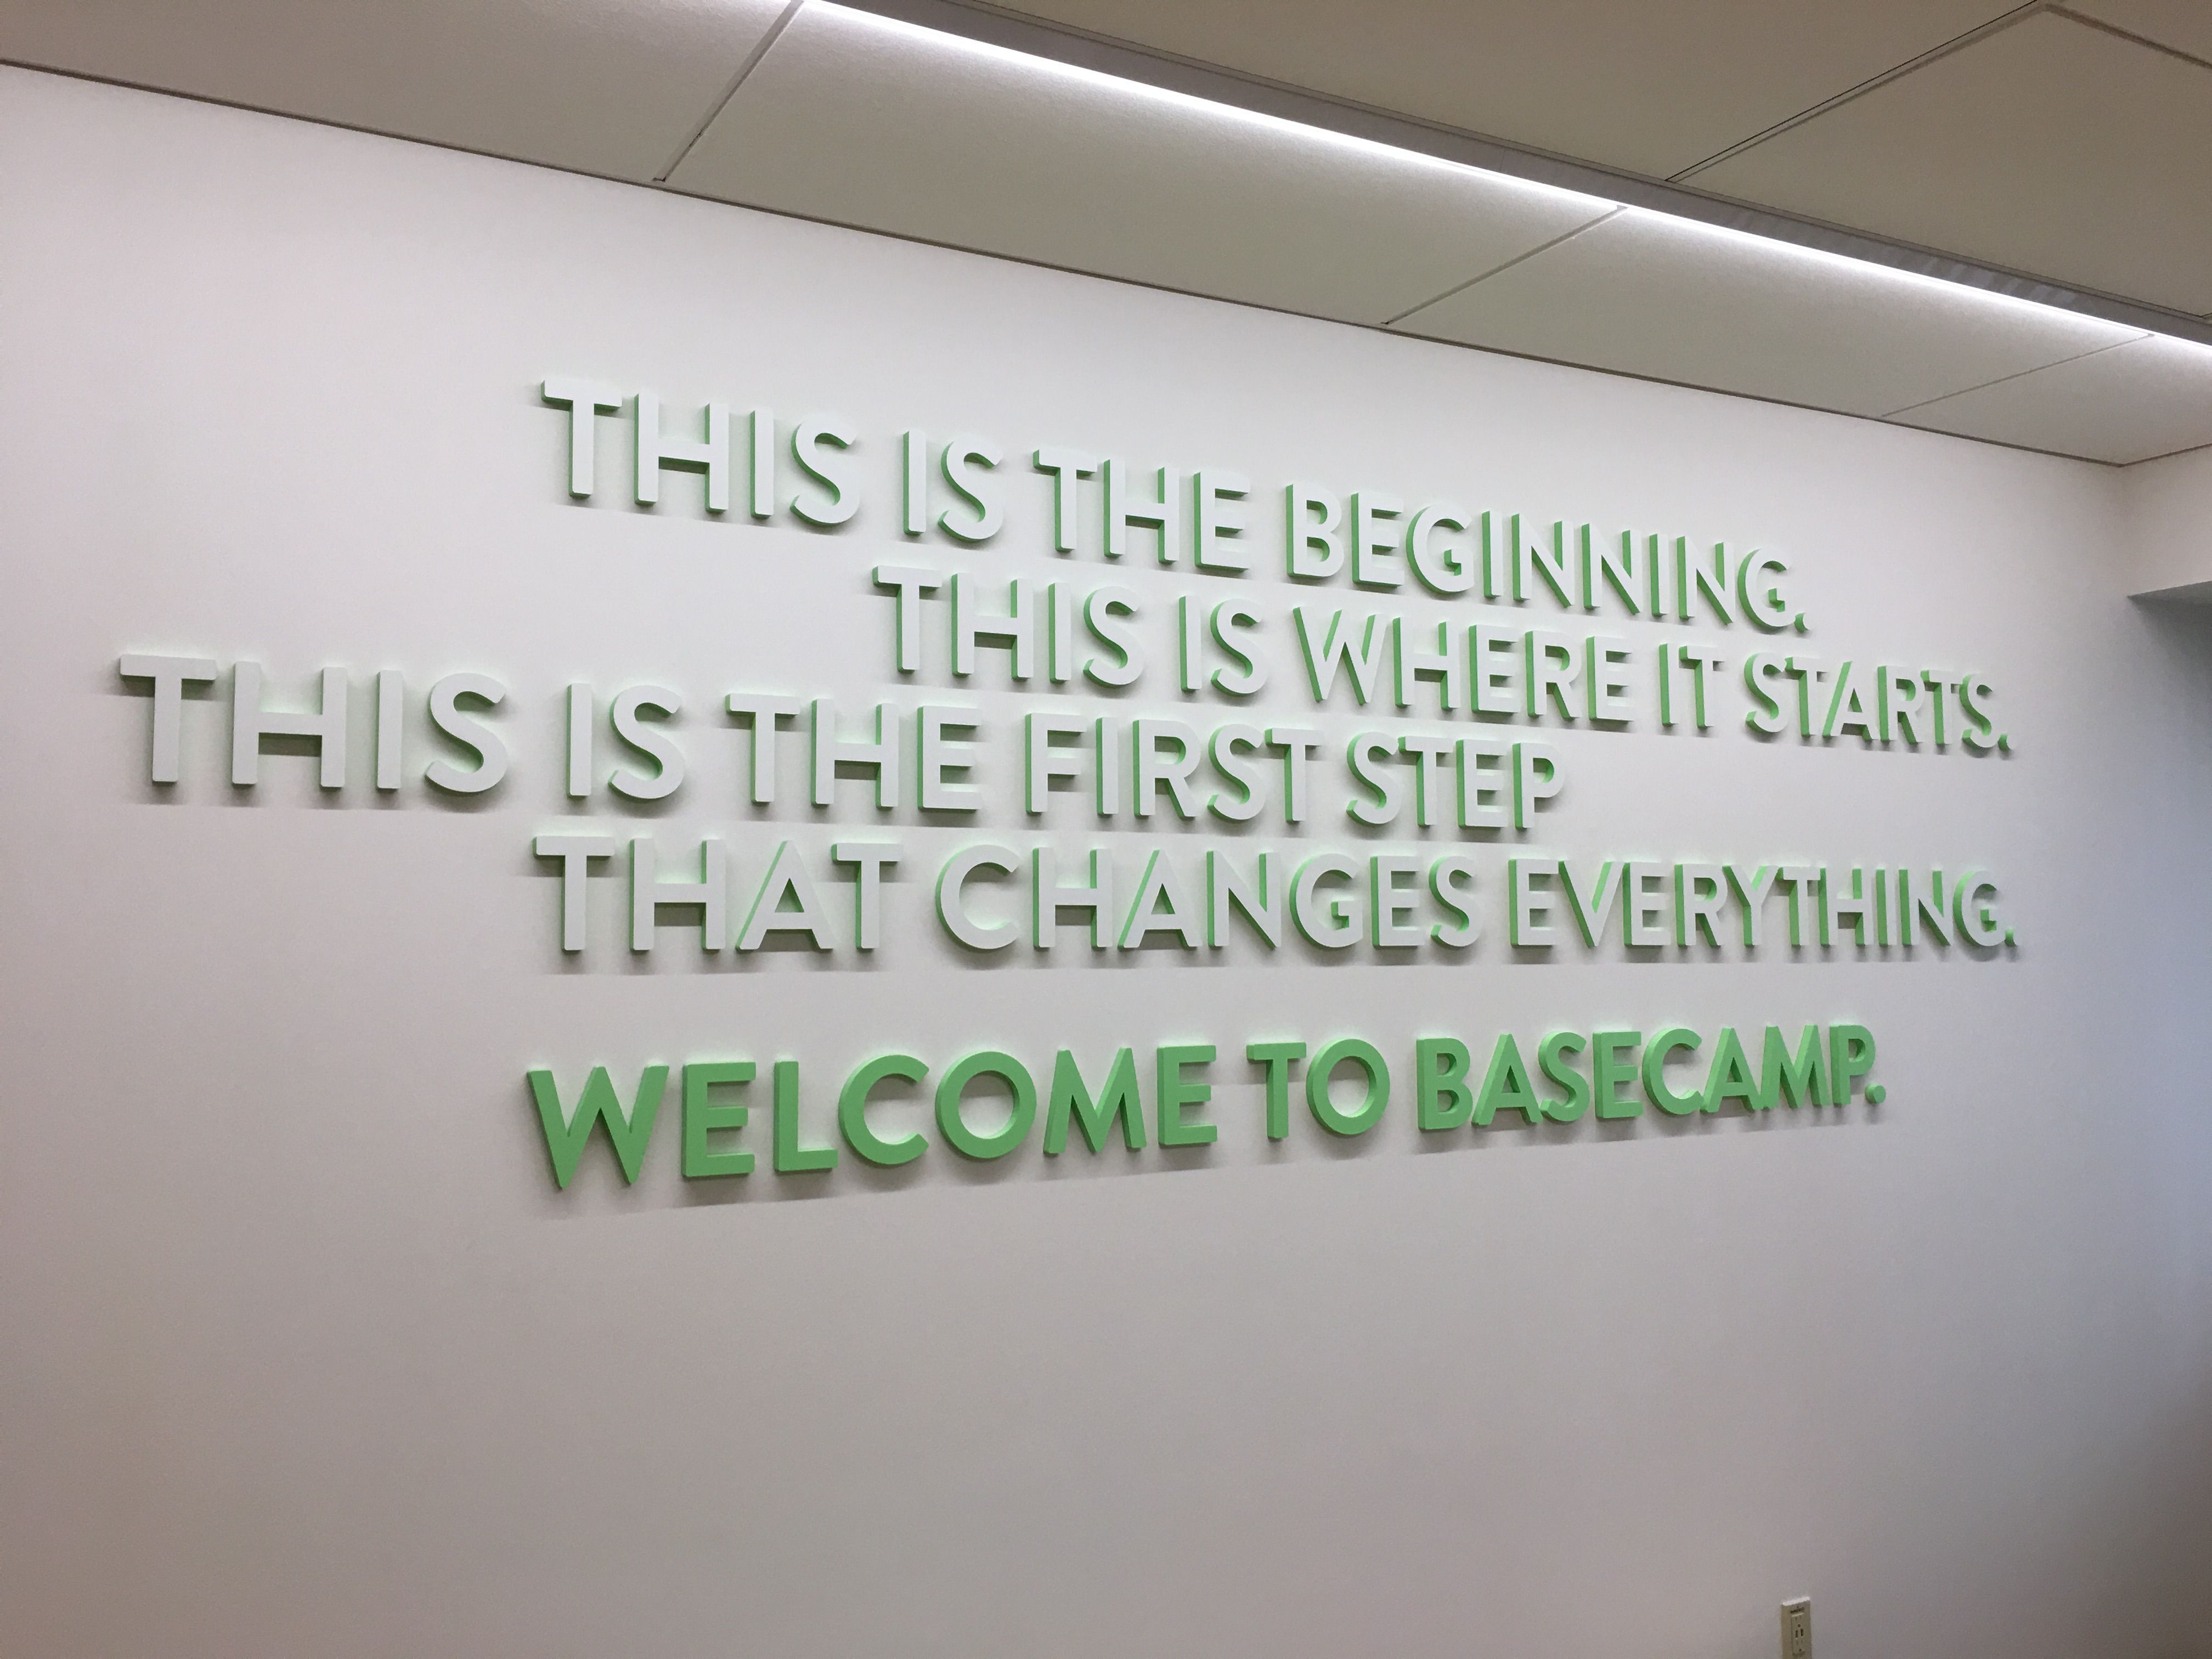 THIS IS THE BEGINNING.
THIS IS WHERE IT STARTS.
THIS IS THE FIRST STEP
THAT CHANGES EVERYTHING.
WELCOME TO BASECAMP.